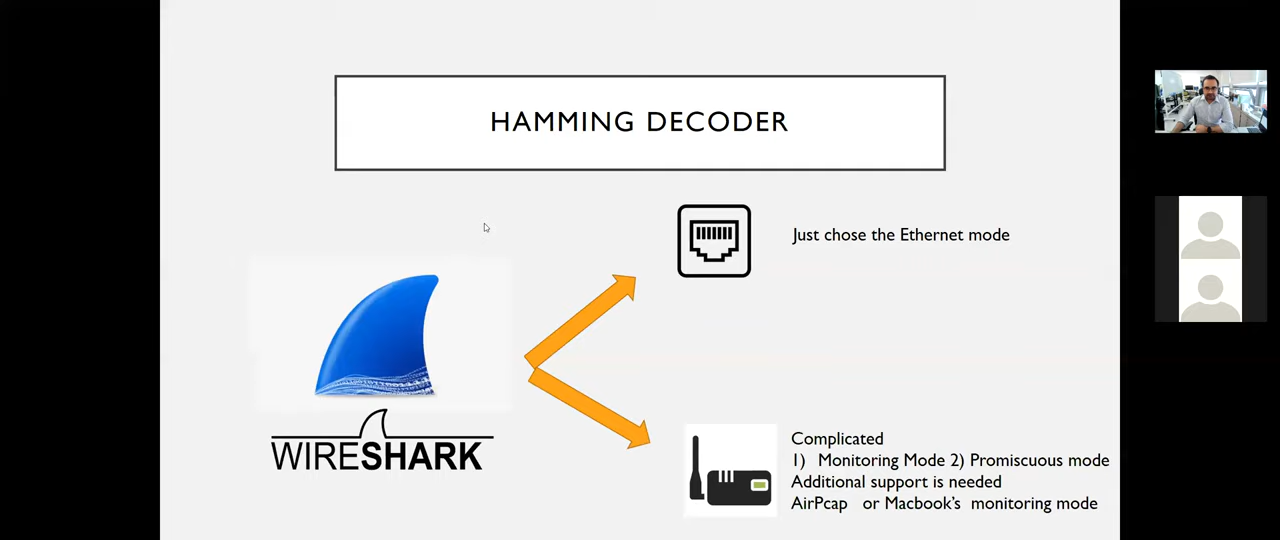 HAMMING DECODER
Just chose the Ethernet mode
WIRESHARK
Complicated
1) Monitoring Mode 2) Promiscuous mode
Additional support is needed
AirPcap or Macbook's monitoring mode